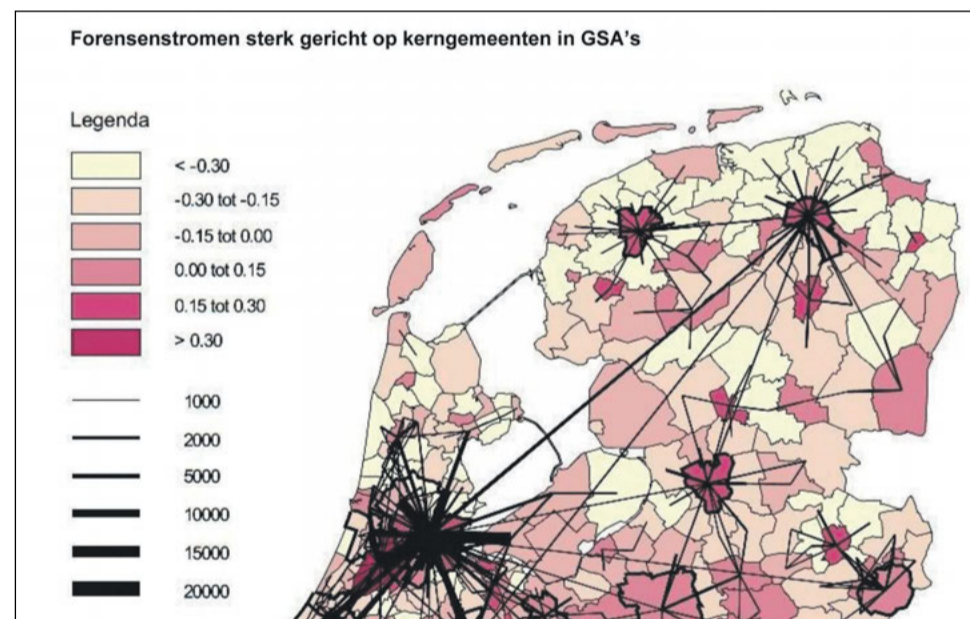 Forensenstromen sterk gericht op kerngemeenten in GSA's
Legenda
< -0.30
-0.30 tot -0.15
-0.15 tot 0.00
0.00 tot 0.15
0.15 tot 0.30
> 0.30
1000
2000
5000
10000
15000
20000